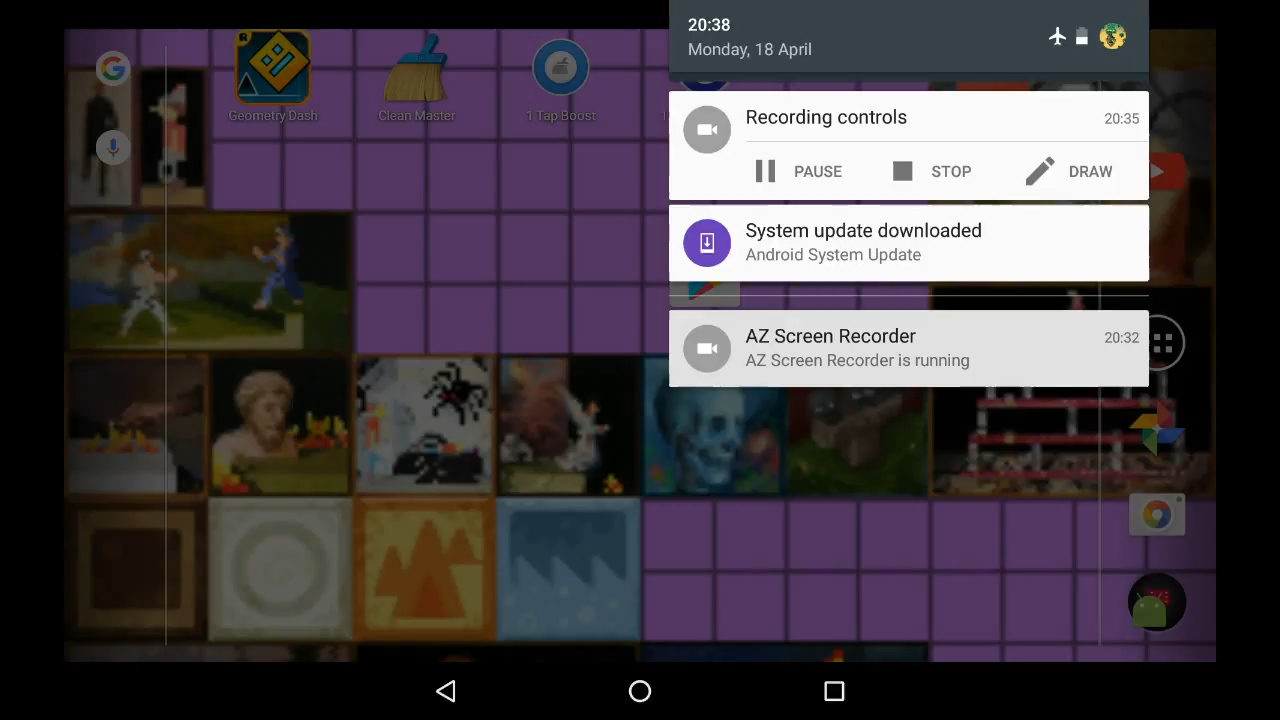 20:38
Monday, 18 April
Geometry Dash
Clean Master
1 Tap Boost
Recording controls
20:35
PAUSE
STOP
DRAW
System update downloaded
Android System Update
AZ Screen Recorder
20:32
AZ Screen Recorder is running